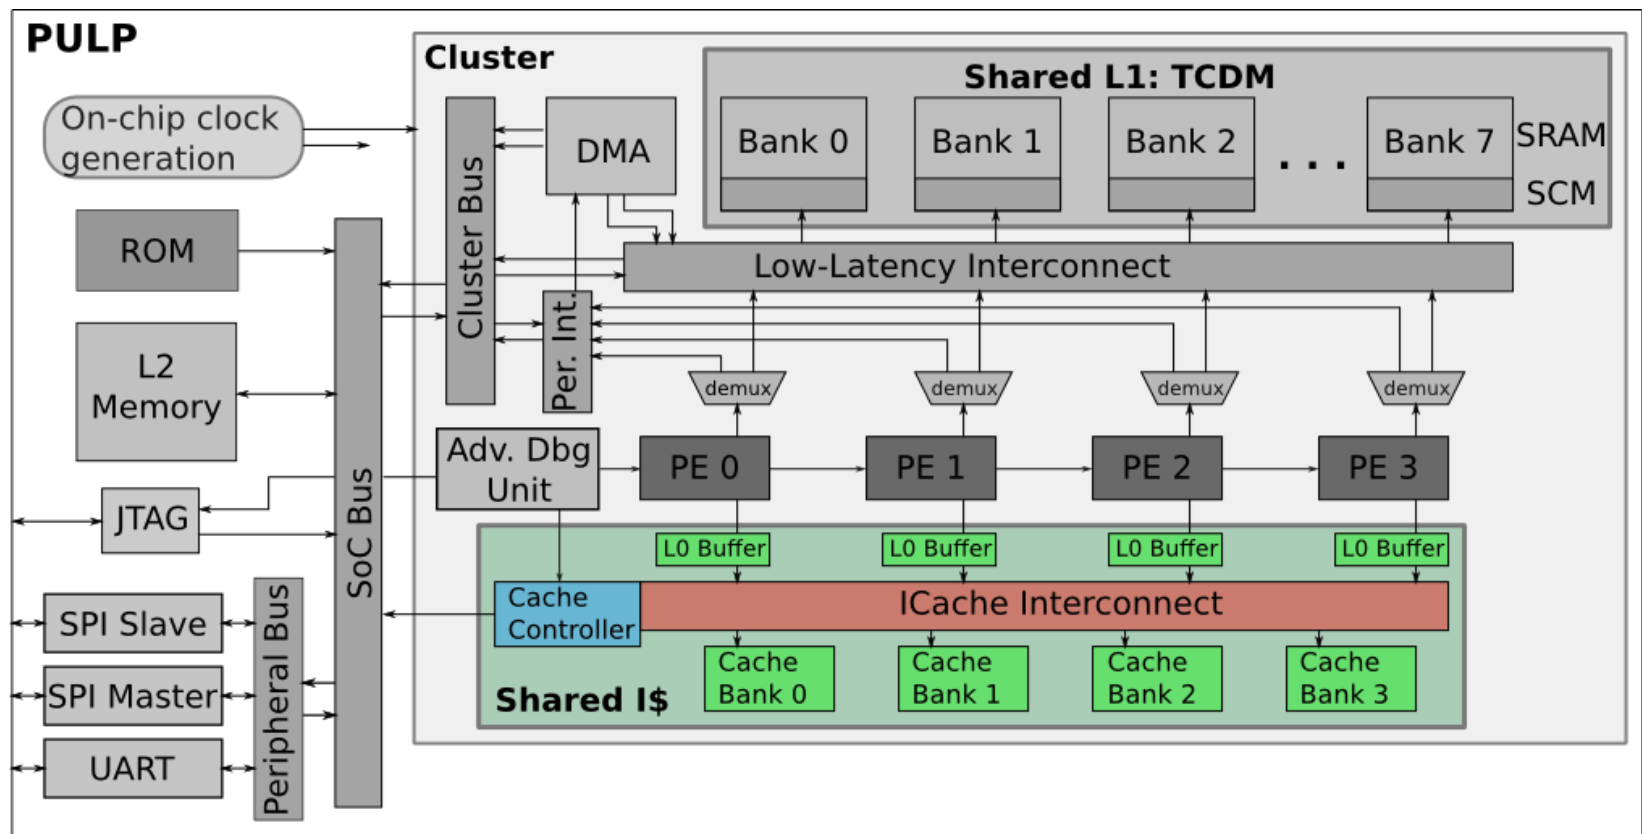 PULP
Cluster
Shared L1: TCDM
On-chip clock
generation
DMA
Bank 0
Bank 1
Bank 2
. . .
Bank 7
SRAM
SCM
Cluster Bus
ROM
Low-Latency Interconnect
Per. Int.
L2
Memory
demux
demux
demux
demux
Adv. Dbg
Unit
PE 0
PE 1
PE 2
PE 3
JTAG
SoC Bus
L0 Buffer
L0 Buffer
L0 Buffer
L0 Buffer
Cache
Controller
ICache Interconnect
SPI Slave
SPI Master
UART
Peripheral Bus
Shared I$
Cache
Bank 0
Cache
Bank 1
Cache
Bank 2
Cache
Bank 3